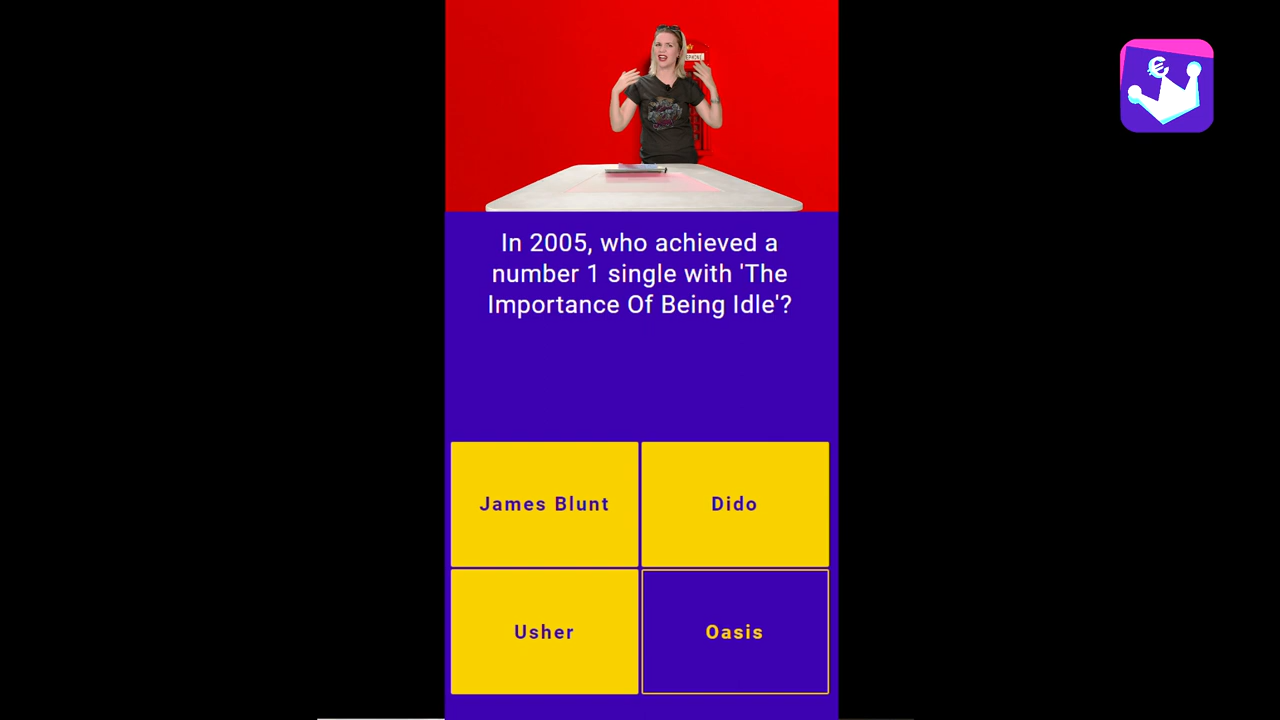 In 2005, who achieved a
number 1 single with 'The
Importance Of Being Idle'?
James Blunt
Dido
Usher
Oasis